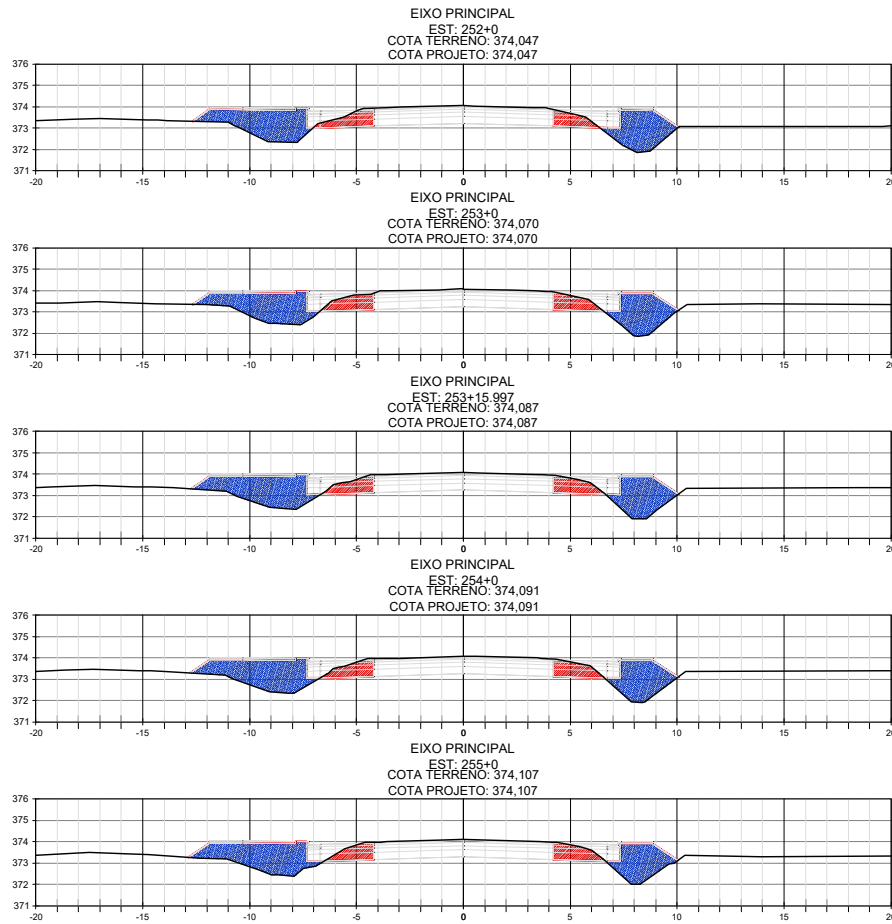 EIXO PRINCIPAL
EST: 252+0
COTA TERRENO: 374,047
COTA PROJETO: 374,047
376
375
374
373
372
371
-20 -15 -10 -5 0 5 10 15 20
EIXO PRINCIPAL
EST: 253+0
COTA TERRENO: 374,070
COTA PROJETO: 374,070
376
375
374
373
372
371
-20 -15 -10 -5 0 5 10 15 20
EIXO PRINCIPAL
EST: 253+15.997
COTA TERRENO: 374,087
COTA PROJETO: 374,087
376
375
374
373
372
371
-20 -15 -10 -5 0 5 10 15 20
EIXO PRINCIPAL
EST: 254+0
COTA TERRENO: 374,091
COTA PROJETO: 374,091
376
375
374
373
372
371
-20 -15 -10 -5 0 5 10 15 20
EIXO PRINCIPAL
EST: 255+0
COTA TERRENO: 374,107
COTA PROJETO: 374,107
376
375
374
373
372
371
-20 -15 -10 -5 0 5 10 15 20